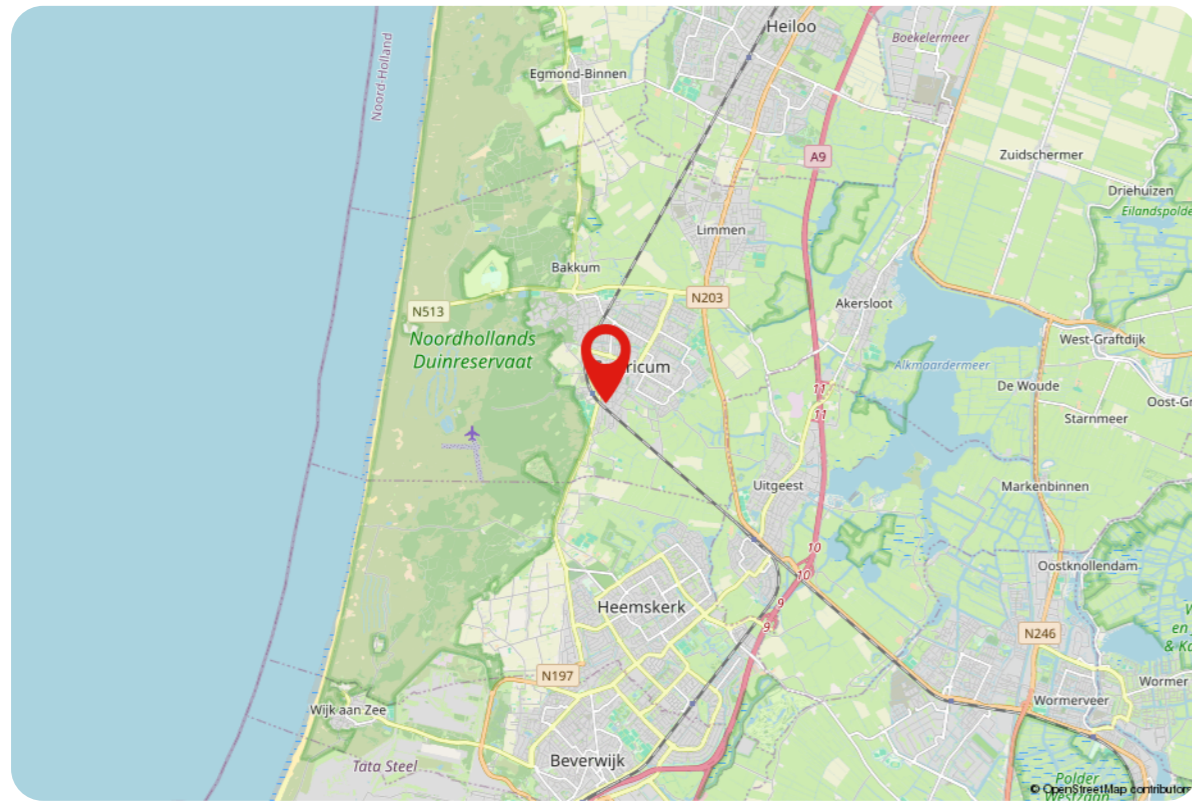 Heiloo
Boekelermeer
Noord-Holland
Egmond-Binnen
A9
Zuidschermer
Driehuizen
Eilandspolde
Limmen
Bakkum
N203
Akersloot
N513
Noordhollands
Duinreservaat
West-Graftdijk
ricum
Alkmaardermeer
De Woude
11
11
Oost-Gr
Starnmeer
Uitgeest
Markenbinnen
10
10
Oostknollendam
Heemskerk
9
9
N246
W
en
& Ka
N197
Wormer
Wormerveer
Wijk aan Zee
Beverwijk
Tata Steel
Polder
Westzaan
© OpenStreetMap contributors